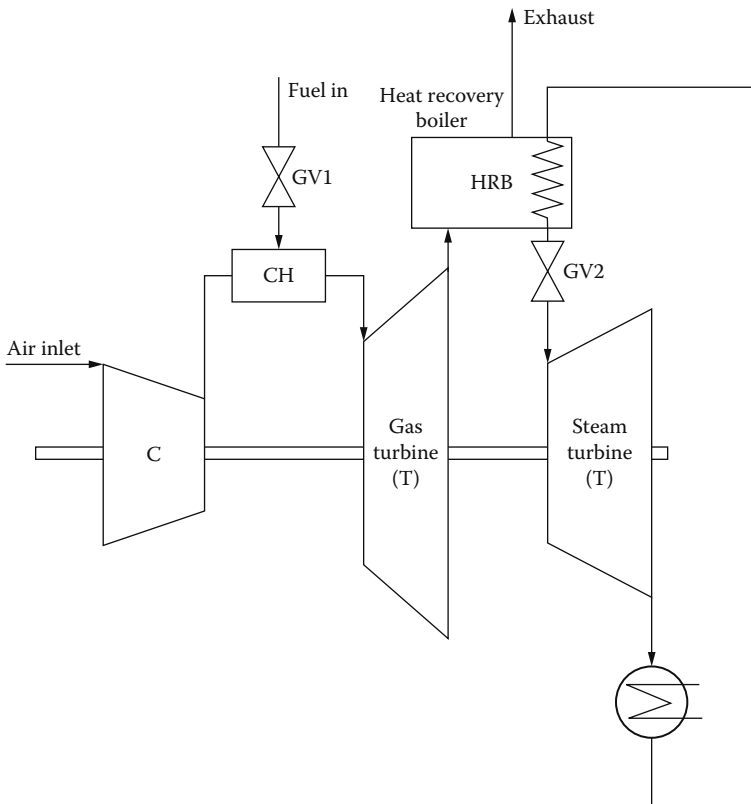 Exhaust
Fuel in
Heat recovery
boiler
GV1
HRB
CH
GV2
Air inlet
C
Gas
turbine
(T)
Steam
turbine
(T)